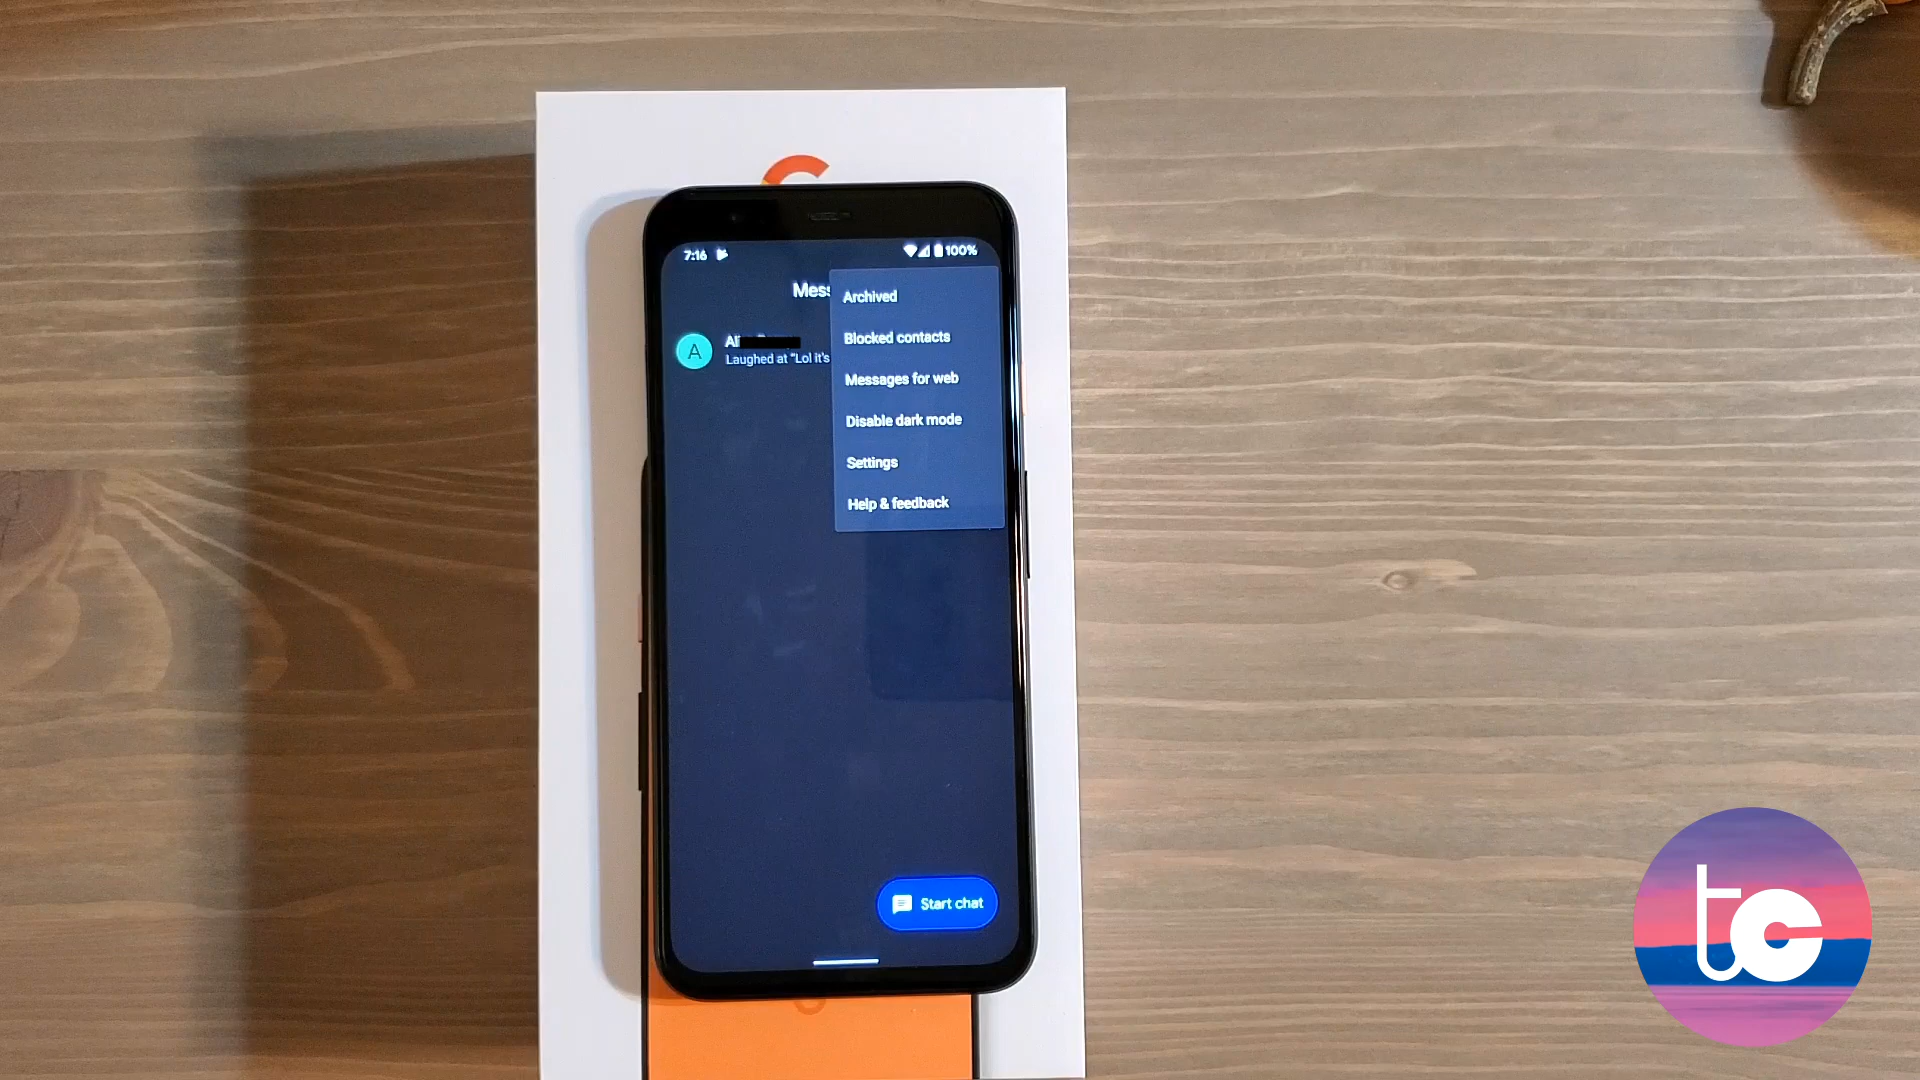 7:16
100%
Mess
Archived
Blocked contacts
Messages for web
Disable dark mode
Settings
Help & feedback
A
Ali
Laughed at "Lol it's
Start chat
tc